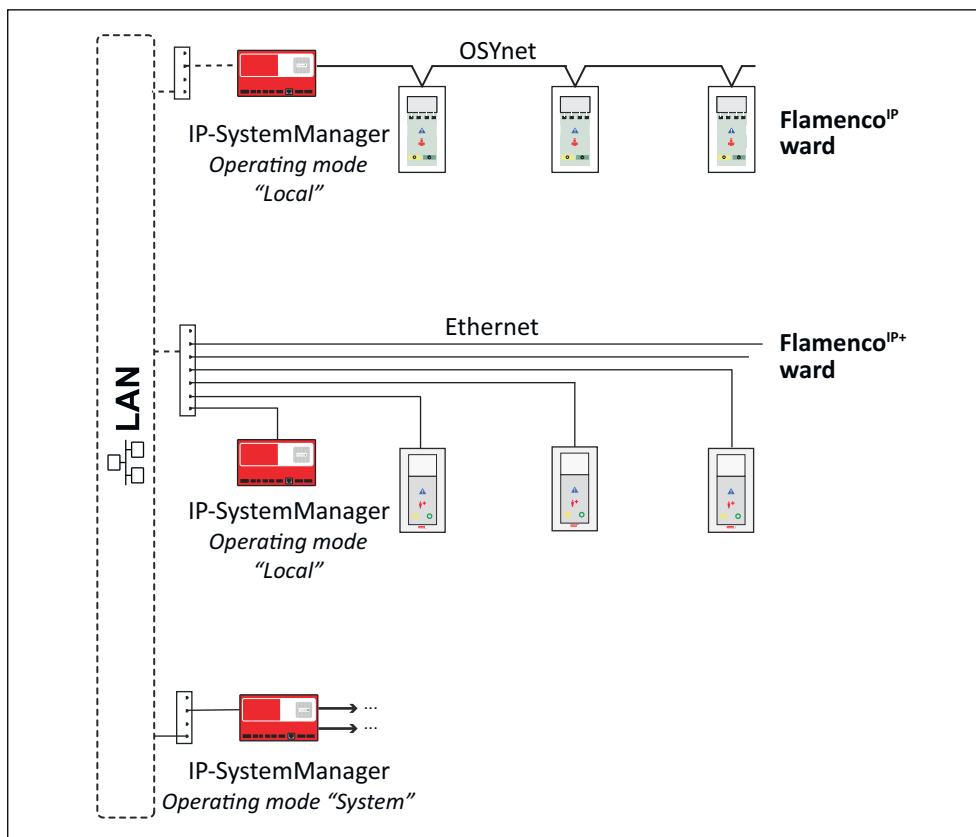 OSYnet
IP-SystemManager
Operating mode
“Local”
Flamenco^IP
ward
Ethernet
Flamenco^IP+
ward
LAN
IP-SystemManager
Operating mode
“Local”
...
...
IP-SystemManager
Operating mode “System”